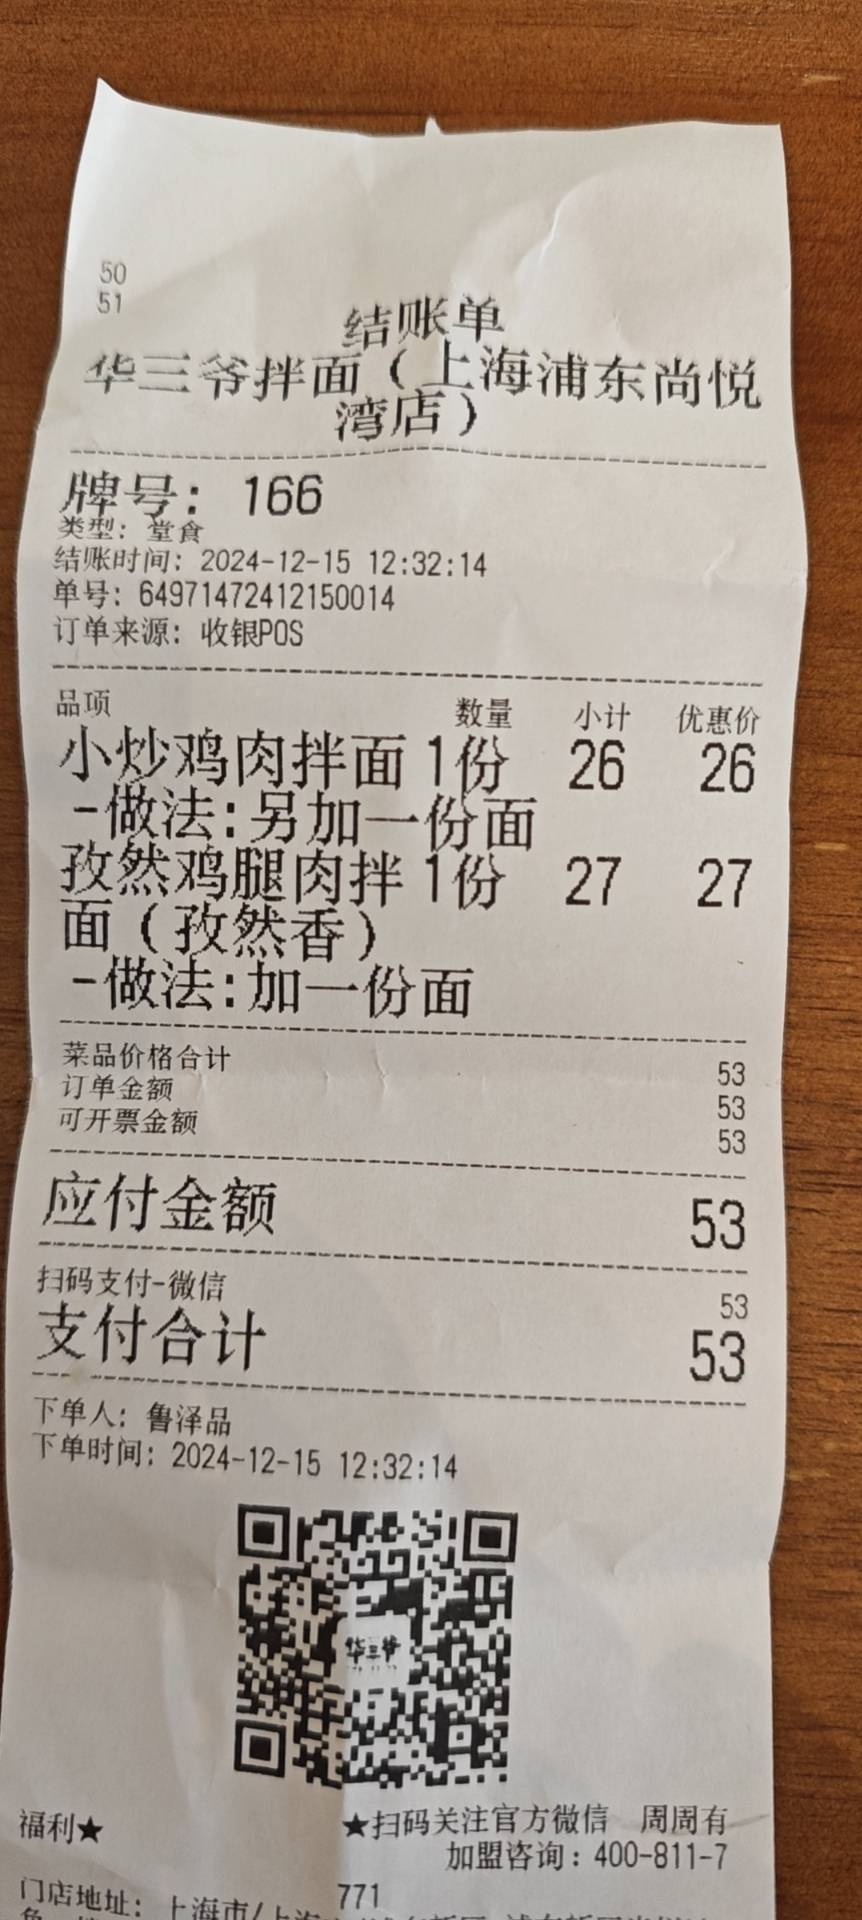 50
51
结账单
华三爷拌面（上海浦东尚悦
湾店）
牌号：166
类型：堂食
结账时间：2024-12-15 12:32:14
单号：64971472412150014
订单来源：收银POS
品项 数量 小计 优惠价
小炒鸡肉拌面 1份 26 26
-做法:另加一份面
孜然鸡腿肉拌 1份 27 27
面（孜然香）
-做法:加一份面
菜品价格合计 53
订单金额 53
可开票金额 53
应付金额 53
扫码支付-微信 53
支付合计 53
下单人：鲁泽品
下单时间：2024-12-15 12:32:14
华三爷
★扫码关注官方微信 周周有
福利★
加盟咨询：400-811-7
771
门店地址：上海市/上海